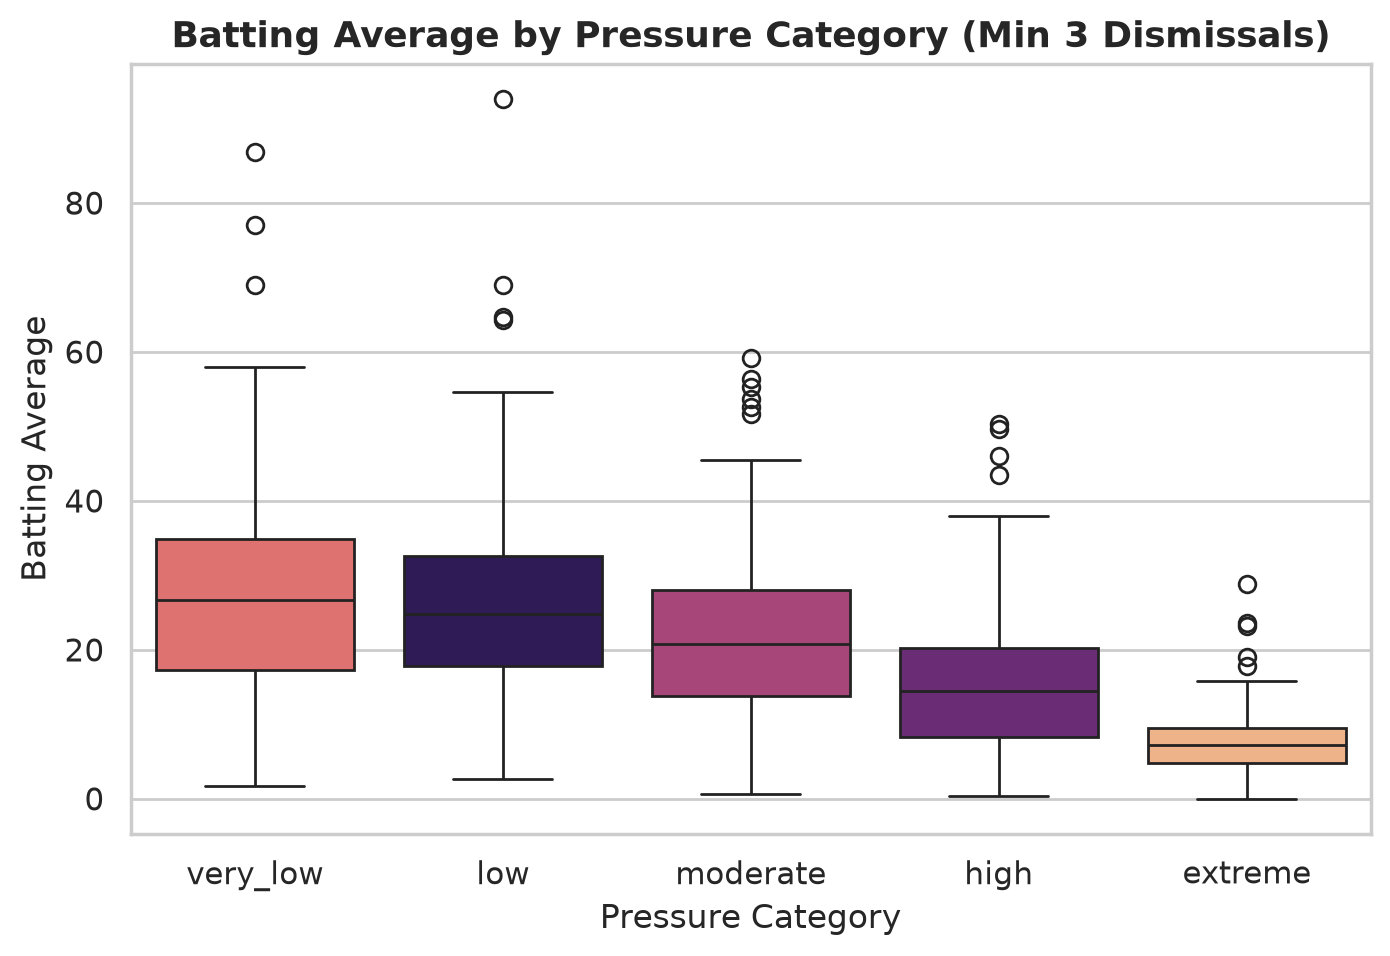 Batting Average by Pressure Category (Min 3 Dismissals)
Batting Average
80
60
40
20
0
very_low low moderate high extreme
Pressure Category